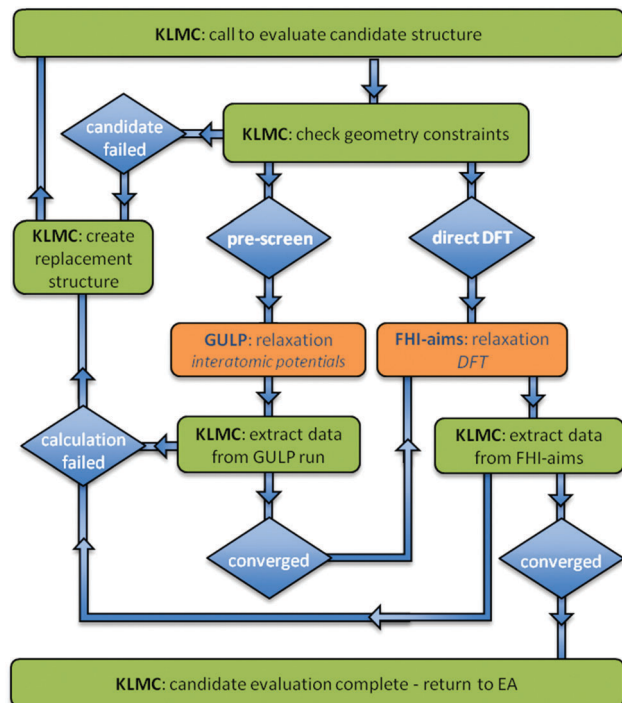 KLMC: call to evaluate candidate structure
candidate
failed
KLMC: check geometry constraints
KLMC: create
replacement
structure
pre-screen
direct DFT
GULP: relaxation
interatomic potentials
FHI-aims: relaxation
DFT
calculation
failed
KLMC: extract data
from GULP run
KLMC: extract data
from FHI-aims
converged
converged
KLMC: candidate evaluation complete - return to EA